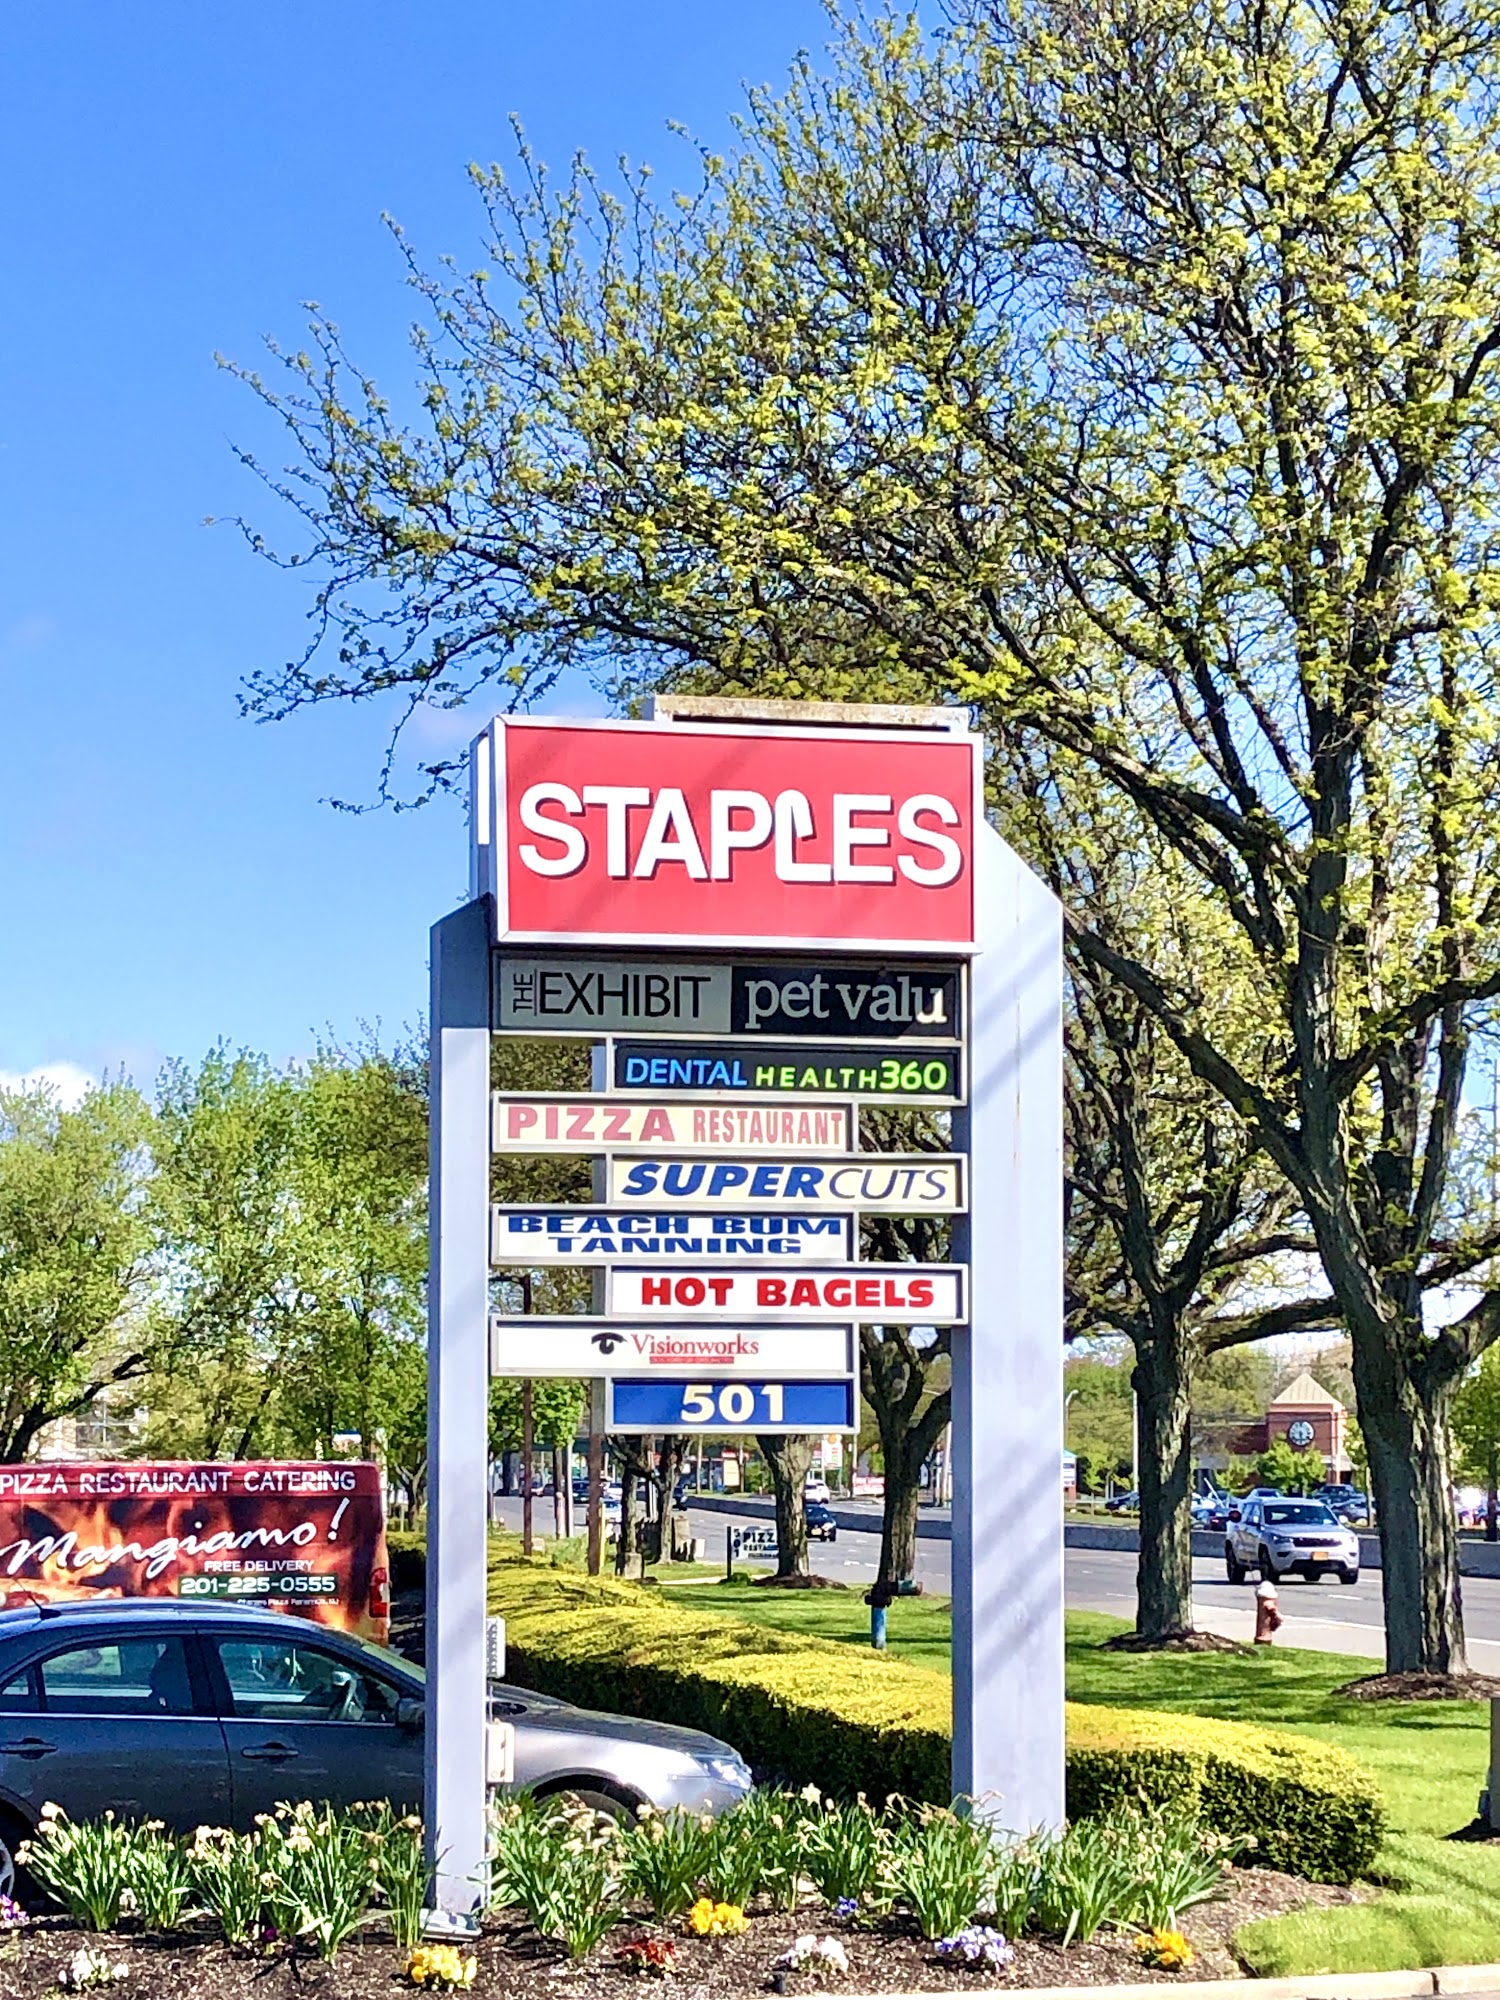 STAPLES
THE EXHIBIT
pet valu
DENTAL HEALTH360
PIZZA RESTAURANT
SUPERCUTS
BEACH BUM
TANNING
HOT BAGELS
Visionworks
501
PIZZA RESTAURANT CATERING
Mangiamo!
FREE DELIVERY
201-225-0555
PIZZA